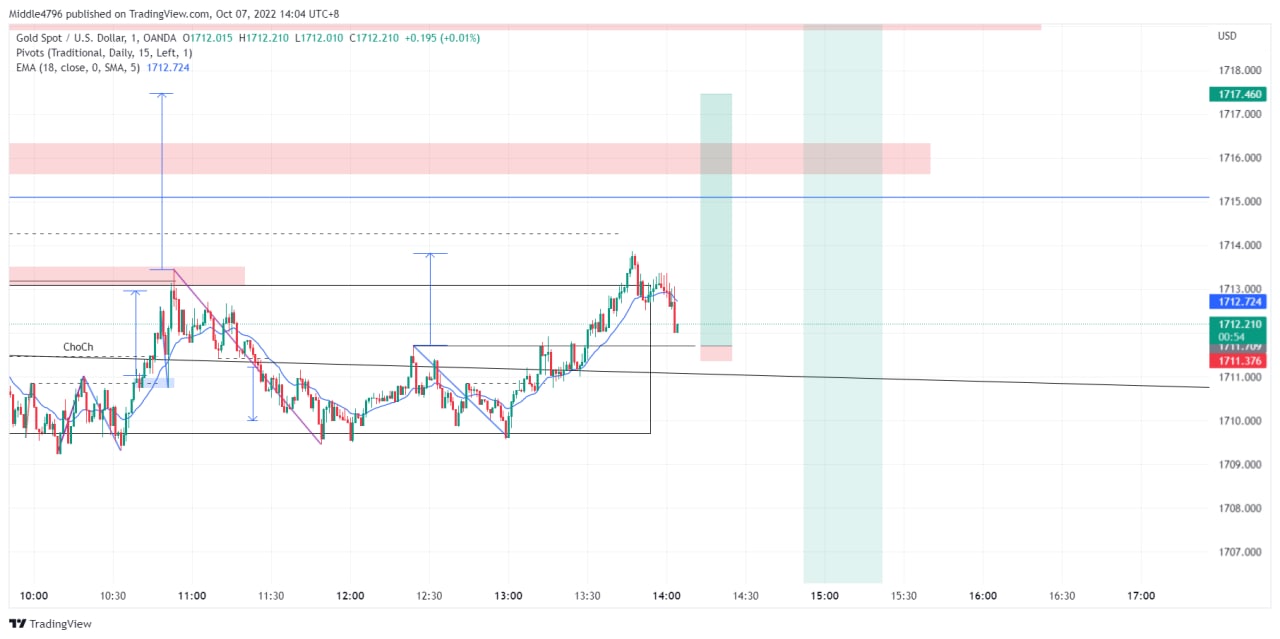 Middle4796 published on TradingView.com, Oct 07, 2022 14:04 UTC+8
Gold Spot / U.S. Dollar, 1, OANDA O1712.015 H1712.210 L1712.010 C1712.210 +0.195 (+0.01%)
Pivots (Traditional, Daily, 15, Left, 1)
EMA (18, close, 0, SMA, 5) 1712.724
USD
1718.000
1717.460
1717.000
1716.000
1715.000
1714.000
1713.000
1712.724
1712.210
00:54
1711.709
1711.376
1711.000
1710.000
1709.000
1708.000
1707.000
ChoCh
10:00 10:30 11:00 11:30 12:00 12:30 13:00 13:30 14:00 14:30 15:00 15:30 16:00 16:30 17:00
TradingView